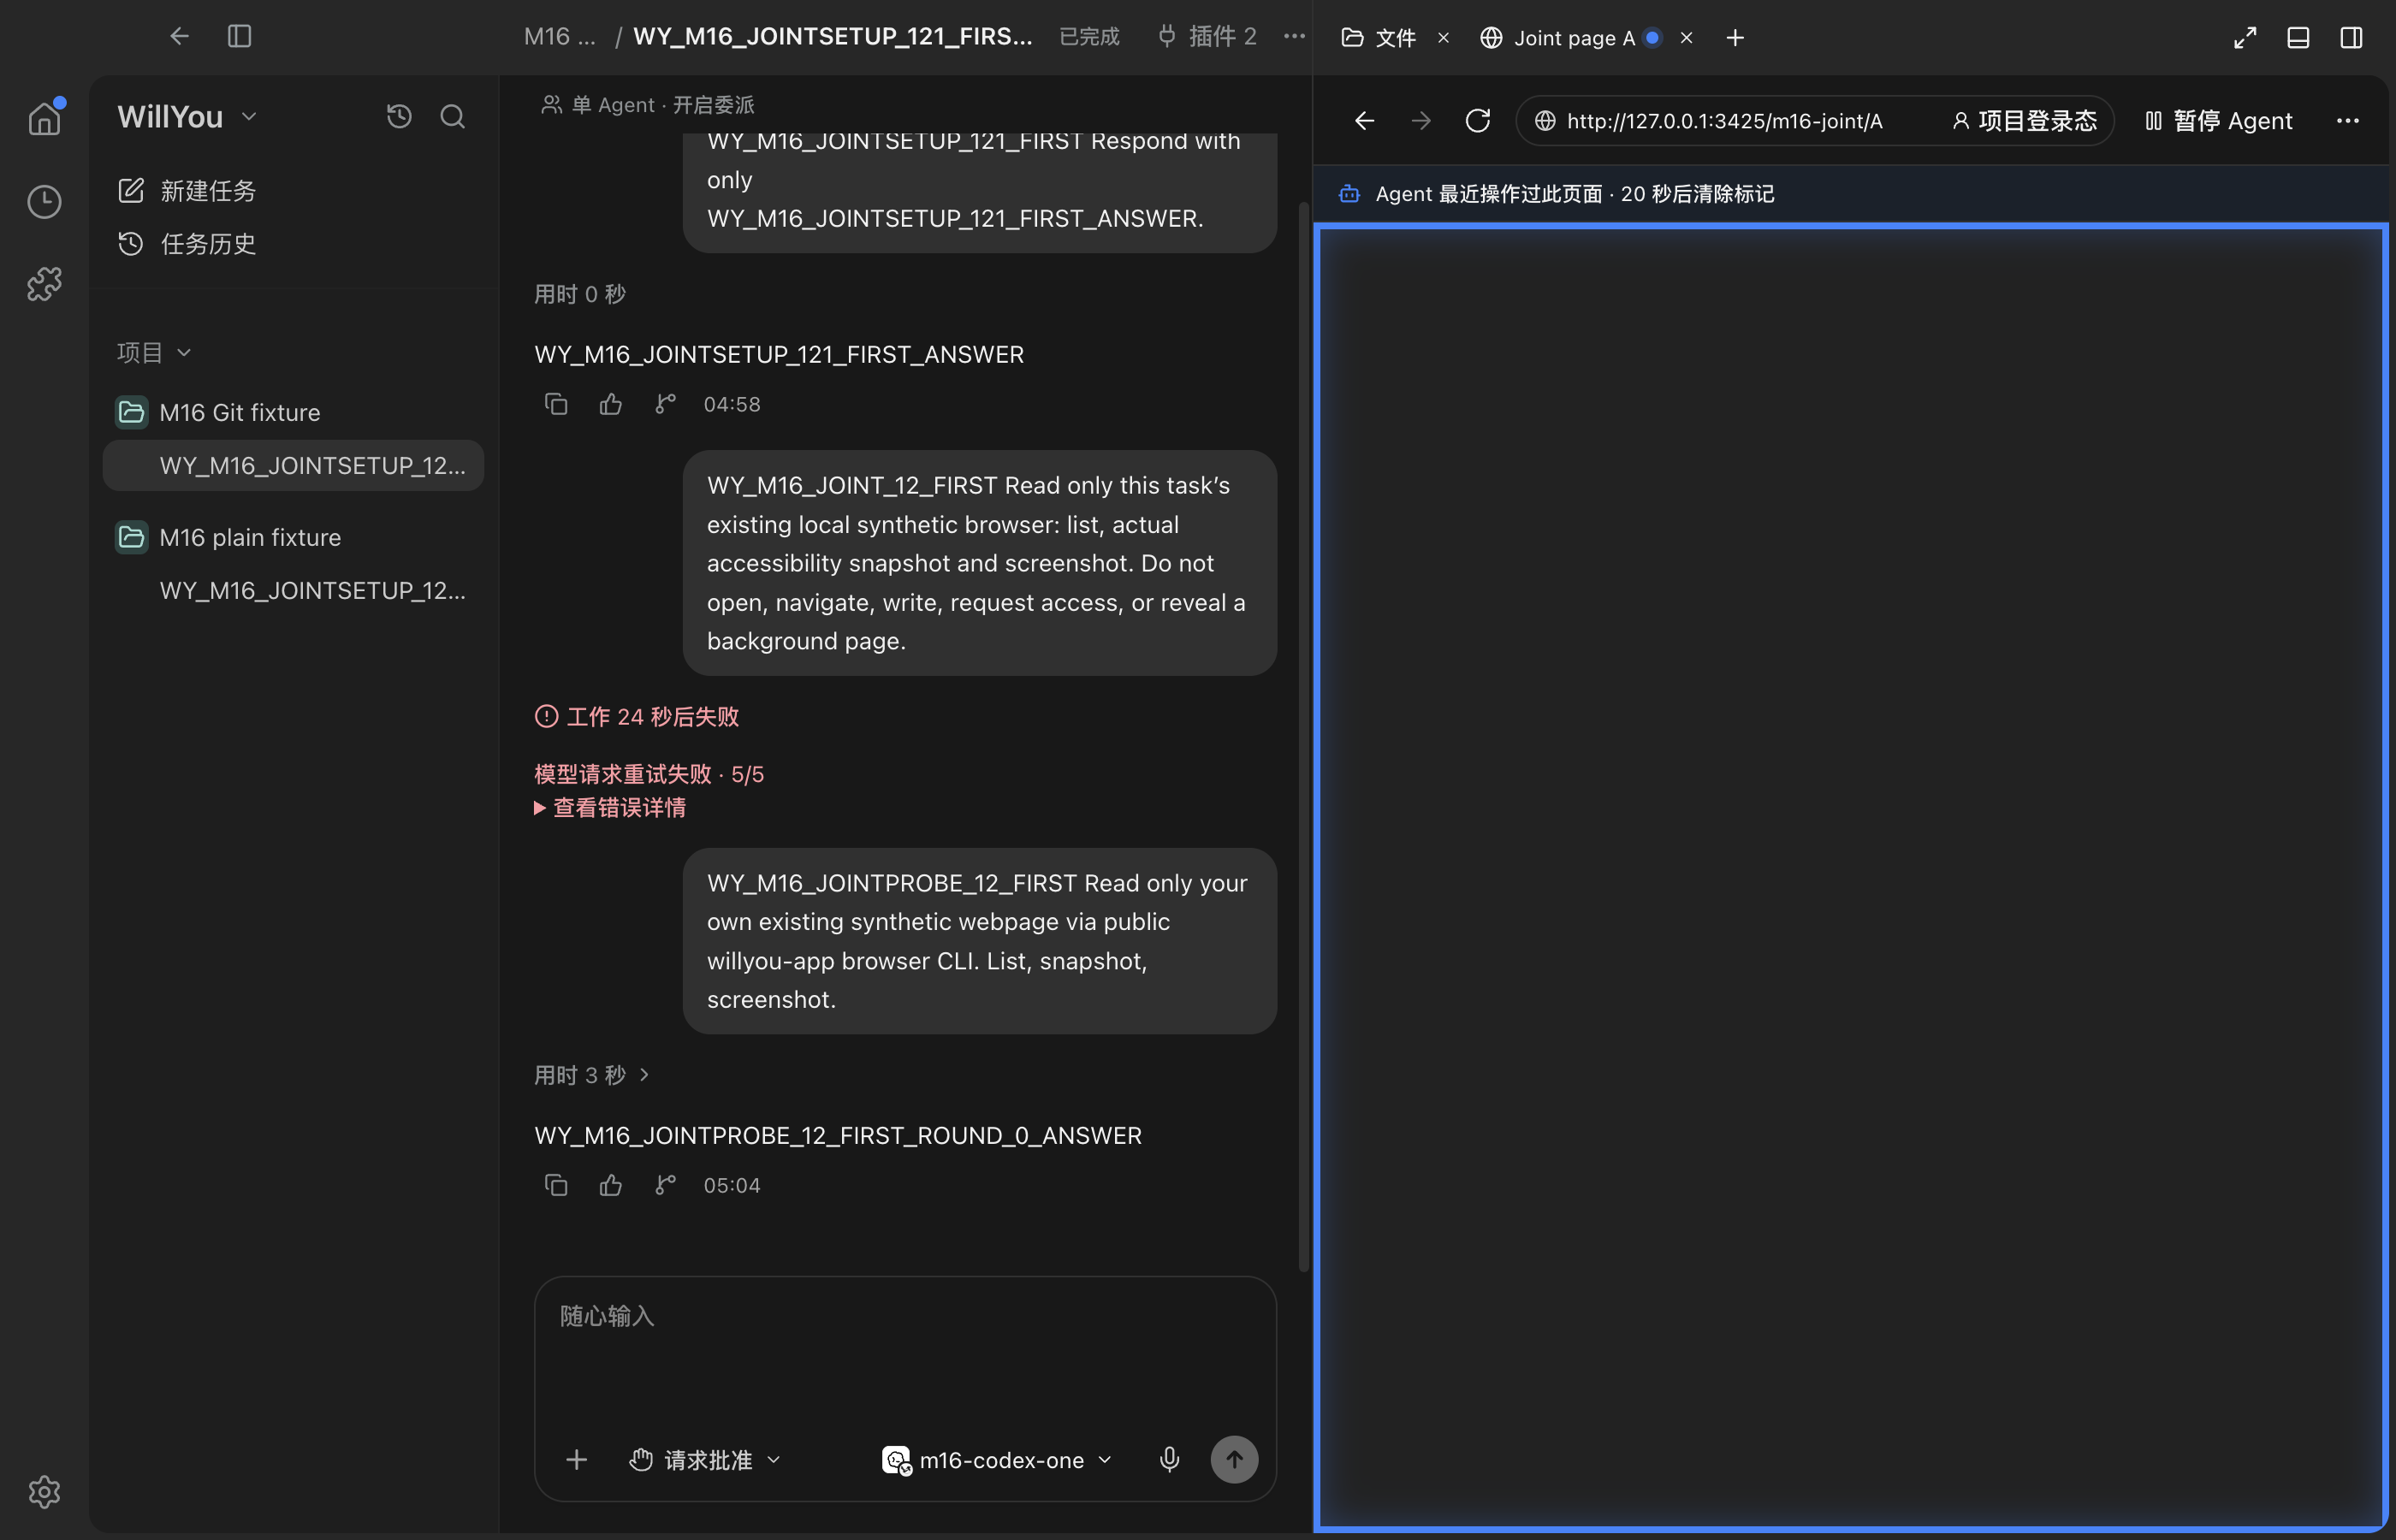 M16 ... / WY_M16_JOINTSETUP_121_FIRS... 已完成 插件 2
文件
Joint page A
WillYou
新建任务
任务历史
项目
M16 Git fixture
WY_M16_JOINTSETUP_12...
M16 plain fixture
WY_M16_JOINTSETUP_12...
单 Agent · 开启委派
WY_M16_JOINTSETUP_121_FIRST Respond with
only
WY_M16_JOINTSETUP_121_FIRST_ANSWER.
用时 0 秒
WY_M16_JOINTSETUP_121_FIRST_ANSWER
04:58
WY_M16_JOINT_12_FIRST Read only this task’s
existing local synthetic browser: list, actual
accessibility snapshot and screenshot. Do not
open, navigate, write, request access, or reveal a
background page.
工作 24 秒后失败
模型请求重试失败 · 5/5
查看错误详情
WY_M16_JOINTPROBE_12_FIRST Read only your
own existing synthetic webpage via public
willyou-app browser CLI. List, snapshot,
screenshot.
用时 3 秒
WY_M16_JOINTPROBE_12_FIRST_ROUND_0_ANSWER
05:04
随心输入
请求批准
m16-codex-one
http://127.0.0.1:3425/m16-joint/A
项目登录态
暂停 Agent
Agent 最近操作过此页面 · 20 秒后清除标记